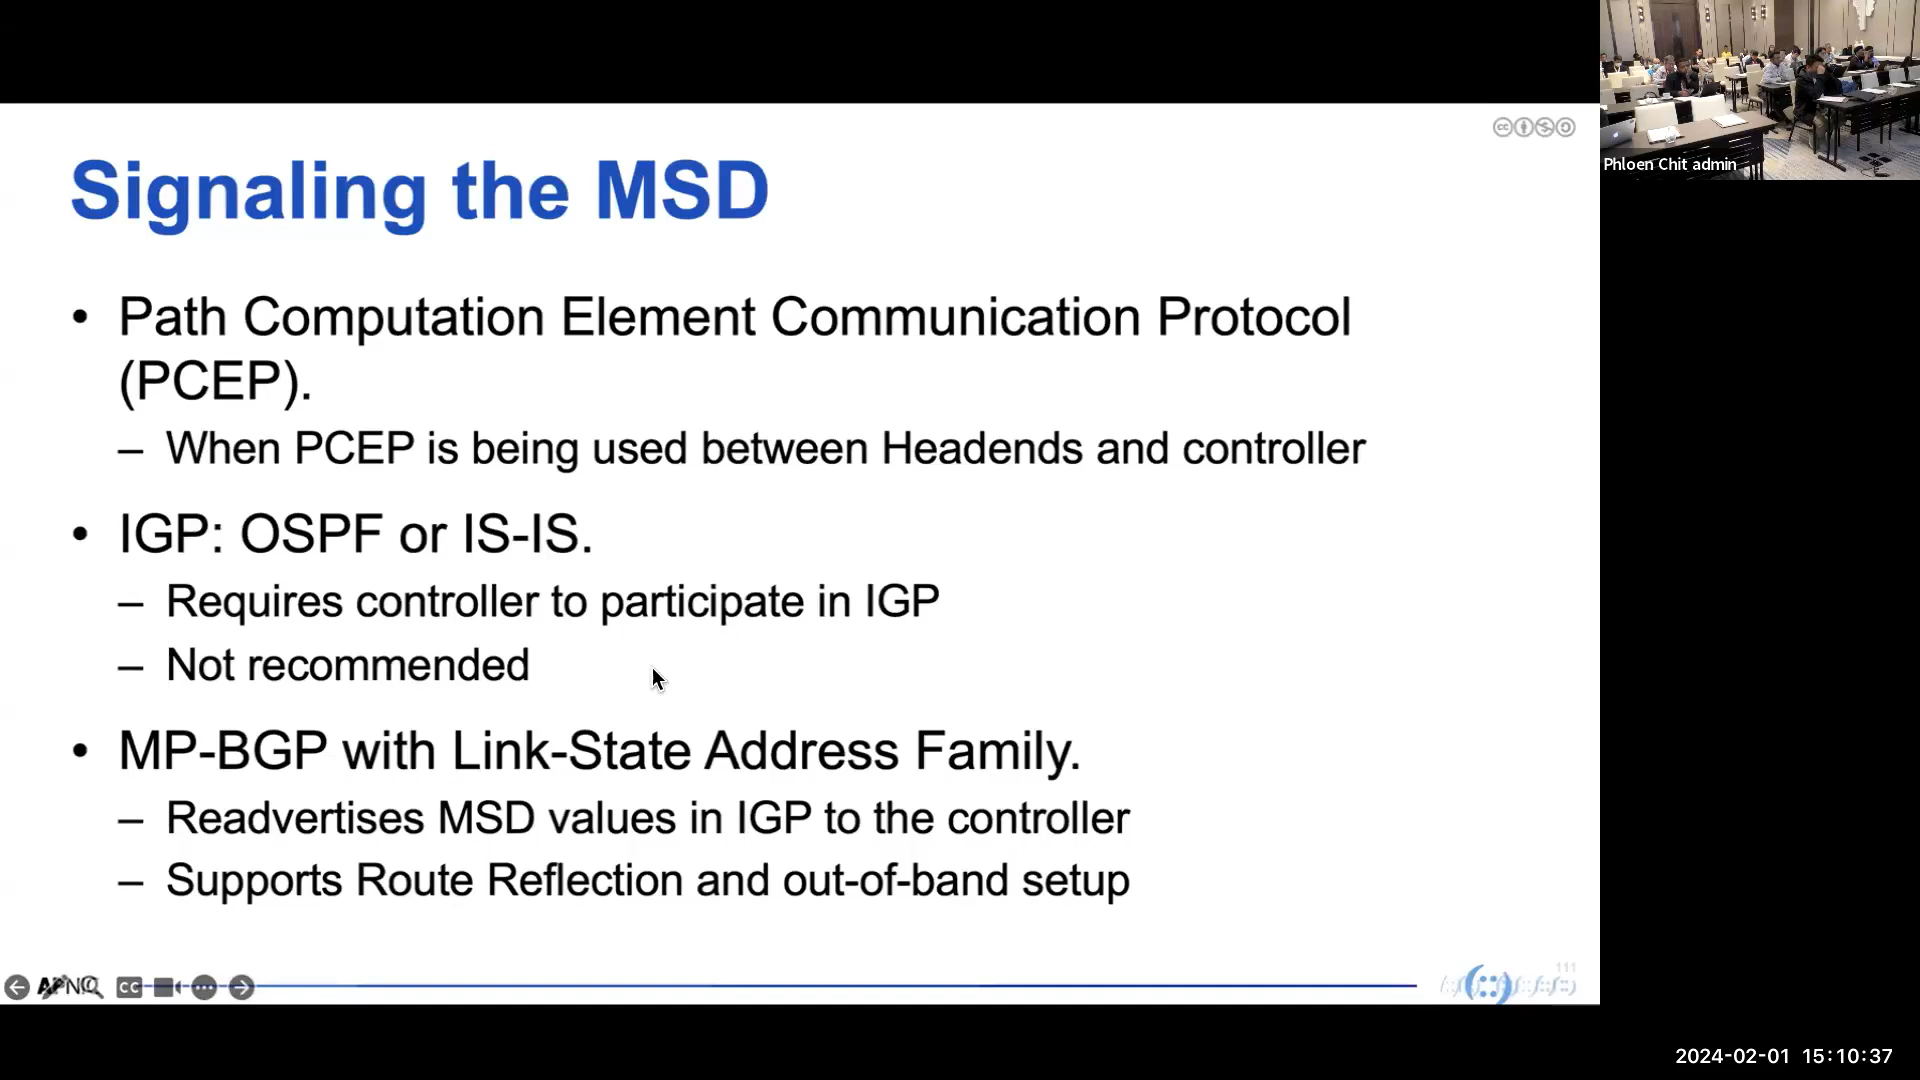 Signaling the MSD
• Path Computation Element Communication Protocol
(PCEP).
– When PCEP is being used between Headends and controller
• IGP: OSPF or IS-IS.
– Requires controller to participate in IGP
– Not recommended
• MP-BGP with Link-State Address Family.
– Readvertises MSD values in IGP to the controller
– Supports Route Reflection and out-of-band setup
APNIC
CC
111
Phloen Chit admin
2024-02-01 15:10:37